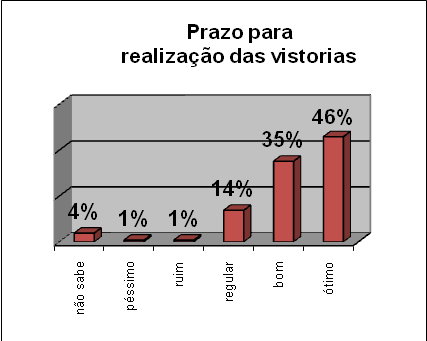 Prazo para
realização das vistorias
4%
1%
1%
14%
35%
46%
não sabe
péssimo
ruim
regular
bom
ótimo